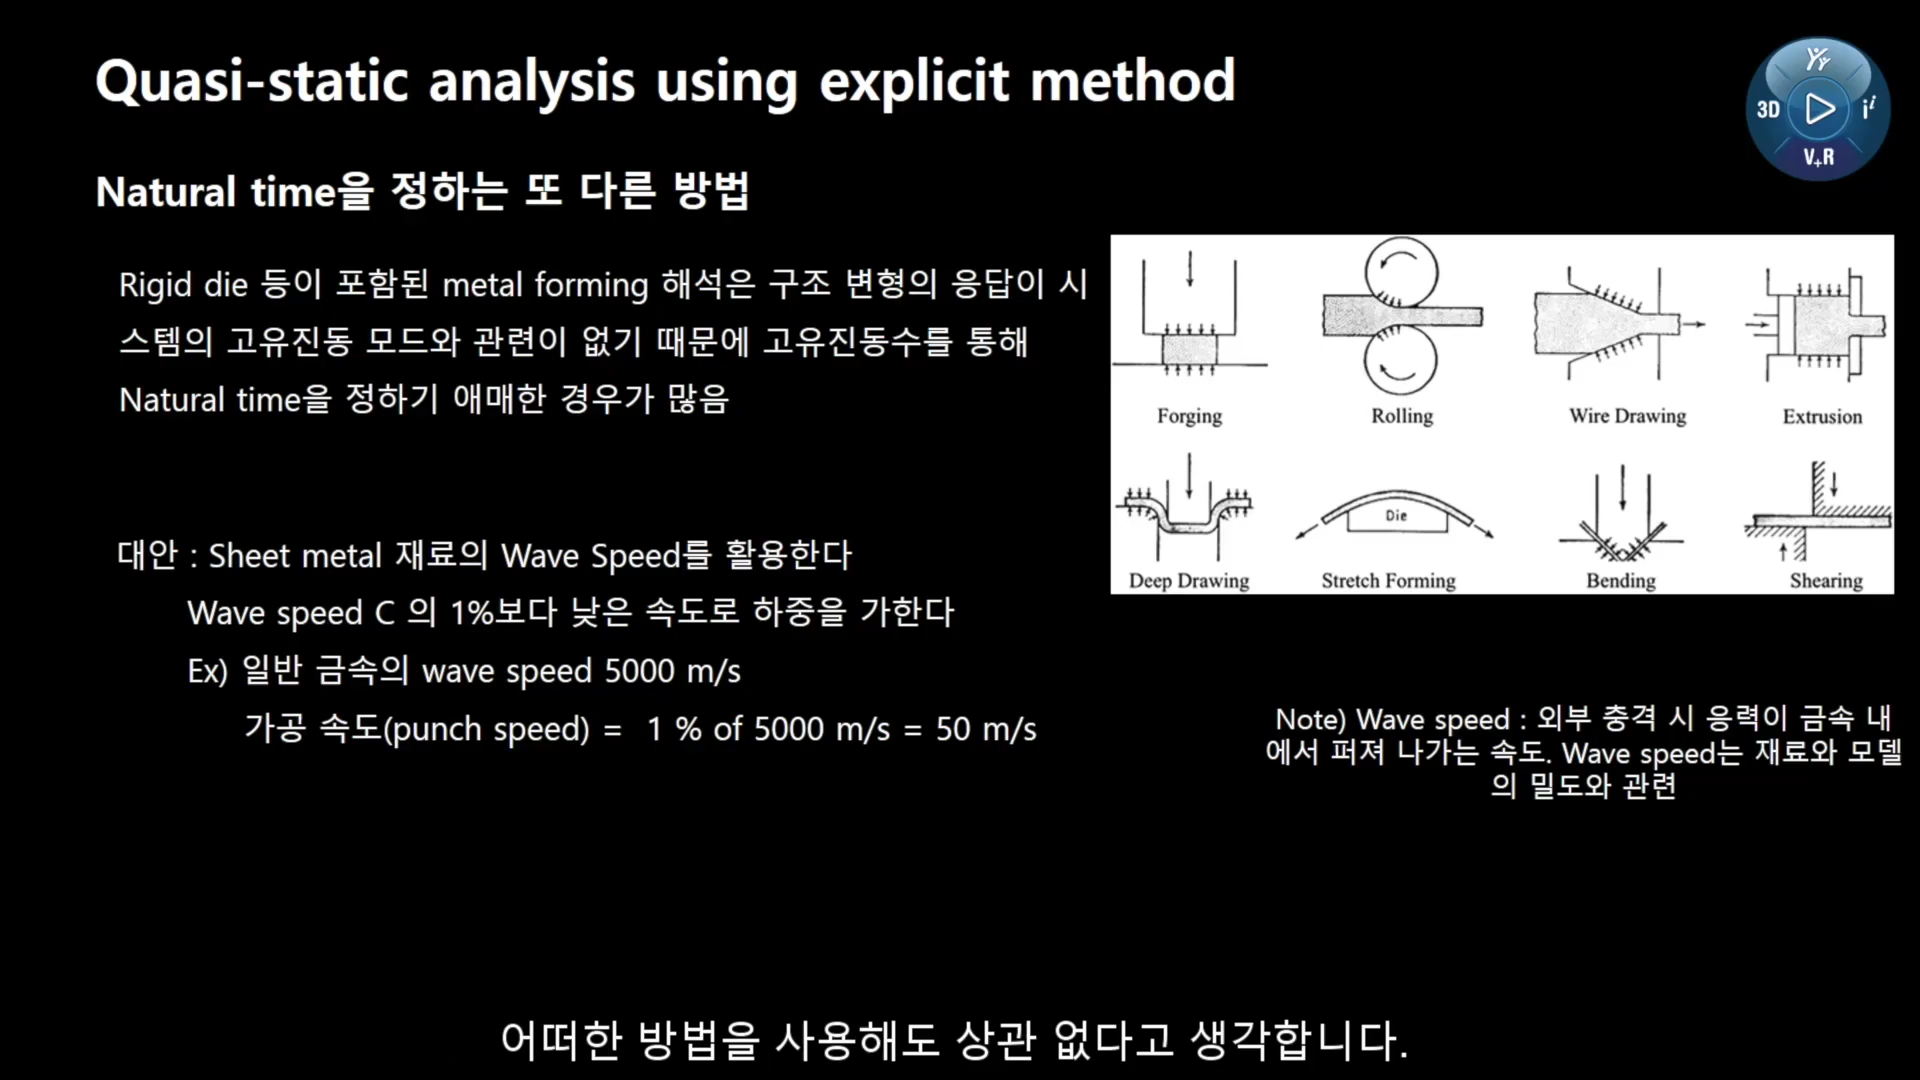 Quasi-static analysis using explicit method
3D
V+R
Natural time을 정하는 또 다른 방법
Rigid die 등이 포함된 metal forming 해석은 구조 변형의 응답이 시
스템의 고유진동 모드와 관련이 없기 때문에 고유진동수를 통해
Natural time을 정하기 애매한 경우가 많음
Forging
Rolling
Wire Drawing
Extrusion
Die
Deep Drawing
Stretch Forming
Bending
Shearing
대안 : Sheet metal 재료의 Wave Speed를 활용한다
Wave speed C 의 1%보다 낮은 속도로 하중을 가한다
Ex) 일반 금속의 wave speed 5000 m/s
가공 속도(punch speed) = 1 % of 5000 m/s = 50 m/s
Note) Wave speed : 외부 충격 시 응력이 금속 내
에서 퍼져 나가는 속도. Wave speed는 재료와 모델
의 밀도와 관련
어떠한 방법을 사용해도 상관 없다고 생각합니다.